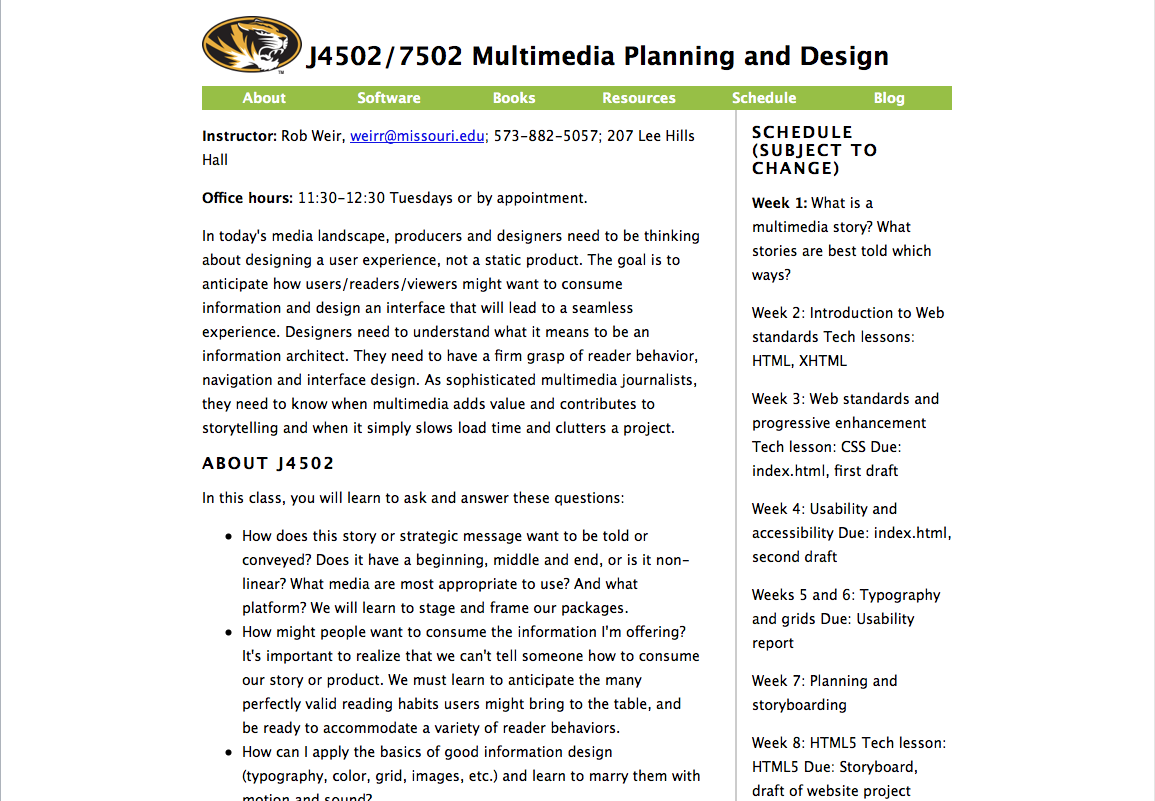 J4502/7502 Multimedia Planning and Design
About Software Books Resources Schedule Blog
Instructor: Rob Weir, weirr@missouri.edu; 573-882-5057; 207 Lee Hills
Hall
Office hours: 11:30-12:30 Tuesdays or by appointment.
In today's media landscape, producers and designers need to be thinking
about designing a user experience, not a static product. The goal is to
anticipate how users/readers/viewers might want to consume
information and design an interface that will lead to a seamless
experience. Designers need to understand what it means to be an
information architect. They need to have a firm grasp of reader behavior,
navigation and interface design. As sophisticated multimedia journalists,
they need to know when multimedia adds value and contributes to
storytelling and when it simply slows load time and clutters a project.
ABOUT J4502
In this class, you will learn to ask and answer these questions:
• How does this story or strategic message want to be told or
conveyed? Does it have a beginning, middle and end, or is it non-
linear? What media are most appropriate to use? And what
platform? We will learn to stage and frame our packages.
• How might people want to consume the information I'm offering?
It's important to realize that we can't tell someone how to consume
our story or product. We must learn to anticipate the many
perfectly valid reading habits users might bring to the table, and
be ready to accommodate a variety of reader behaviors.
• How can I apply the basics of good information design
(typography, color, grid, images, etc.) and learn to marry them with
motion and sound?
SCHEDULE
(SUBJECT TO
CHANGE)
Week 1: What is a
multimedia story? What
stories are best told which
ways?
Week 2: Introduction to Web
standards Tech lessons:
HTML, XHTML
Week 3: Web standards and
progressive enhancement
Tech lesson: CSS Due:
index.html, first draft
Week 4: Usability and
accessibility Due: index.html,
second draft
Weeks 5 and 6: Typography
and grids Due: Usability
report
Week 7: Planning and
storyboarding
Week 8: HTML5 Tech lesson:
HTML5 Due: Storyboard,
draft of website project